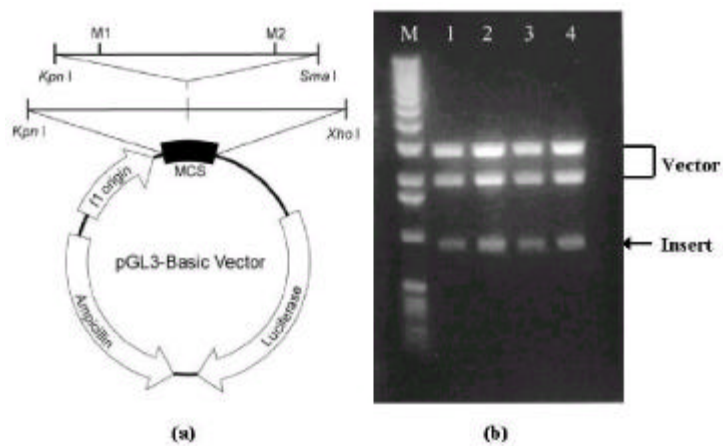 M1 M2
Kpn I Sma I
Kpn I Xho I
MCS
f1 origin
pGL3-Basic Vector
Ampicillin
Luciferase
(a)
M 1 2 3 4
Vector
Insert
(b)